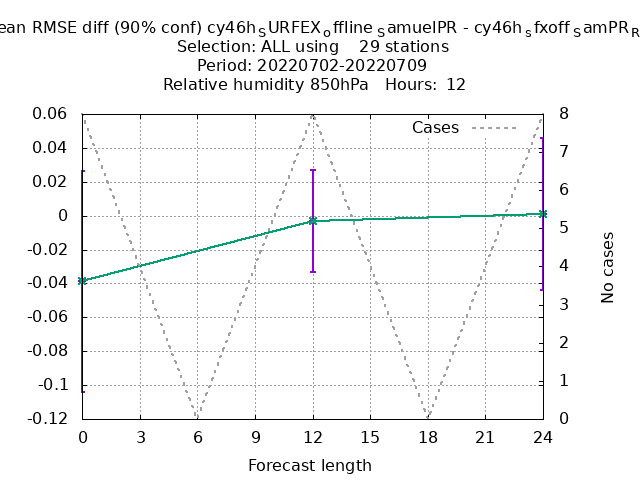 ean RMSE diff (90% conf) cy46h_SURFEX_offline_SamuelPR - cy46h_sfxoff_SamPR_R
Selection: ALL using    29 stations
Period: 20220702-20220709
Relative humidity 850hPa   Hours:  12
Cases
0.06
0.04
0.02
0
-0.02
-0.04
-0.06
-0.08
-0.1
-0.12
8
7
6
5
4
3
2
1
0
No cases
0 3 6 9 12 15 18 21 24
Forecast length